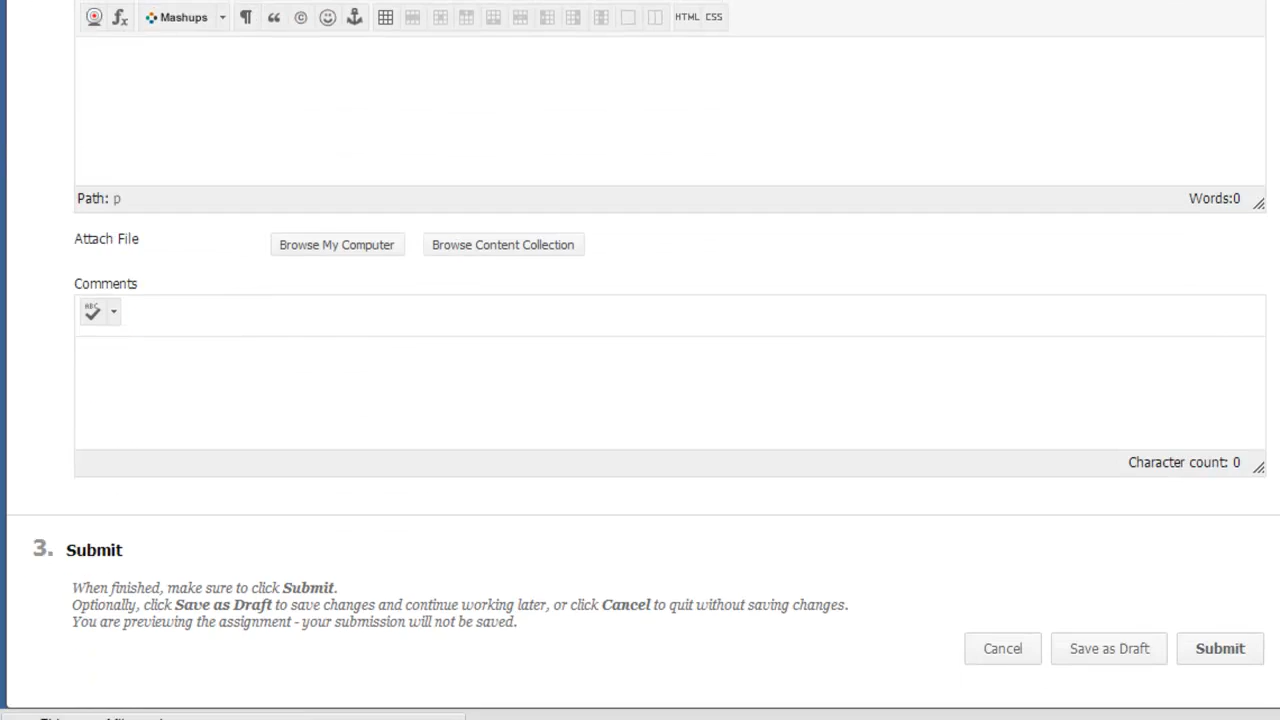 Mashups
HTML CSS
Path: p
Words:0
Attach File
Browse My Computer
Browse Content Collection
Comments
ABC
Character count: 0
3. Submit
When finished, make sure to click Submit.
Optionally, click Save as Draft to save changes and continue working later, or click Cancel to quit without saving changes.
You are previewing the assignment - your submission will not be saved.
Cancel
Save as Draft
Submit